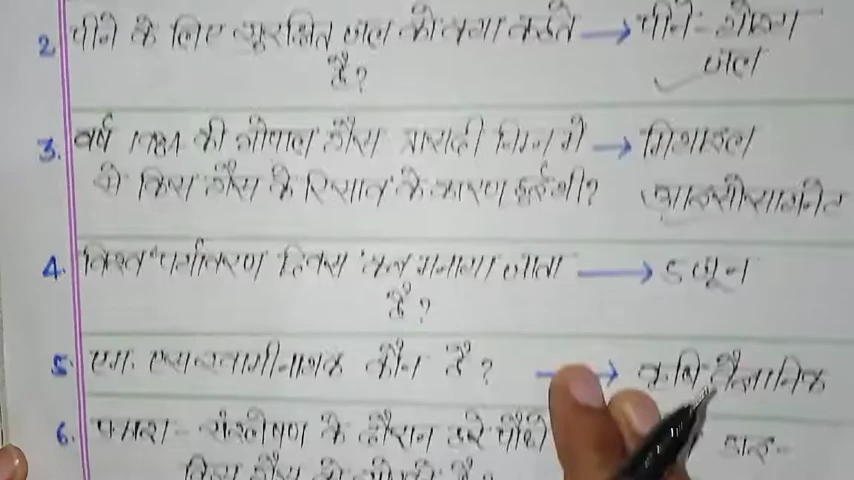 2. पीने के लिए सुरक्षित जल को क्या कहते → पीने-योग्य
है? जल
3. वर्ष 1984 की भोपाल गैस त्रासदी निम्न में → मिथाइल
से किस गैस के रिसाव के कारण हुई थी? आइसोसायनेट
4. विश्व पर्यावरण दिवस कब मनाया जाता → 5 जून
है?
5. एम. एस. स्वामीनाथन कौन है? → कृषि वैज्ञानिक
6. प्रकाश-संश्लेषण के दौरान हरे पौधे डाइ-
किस गैस को है?